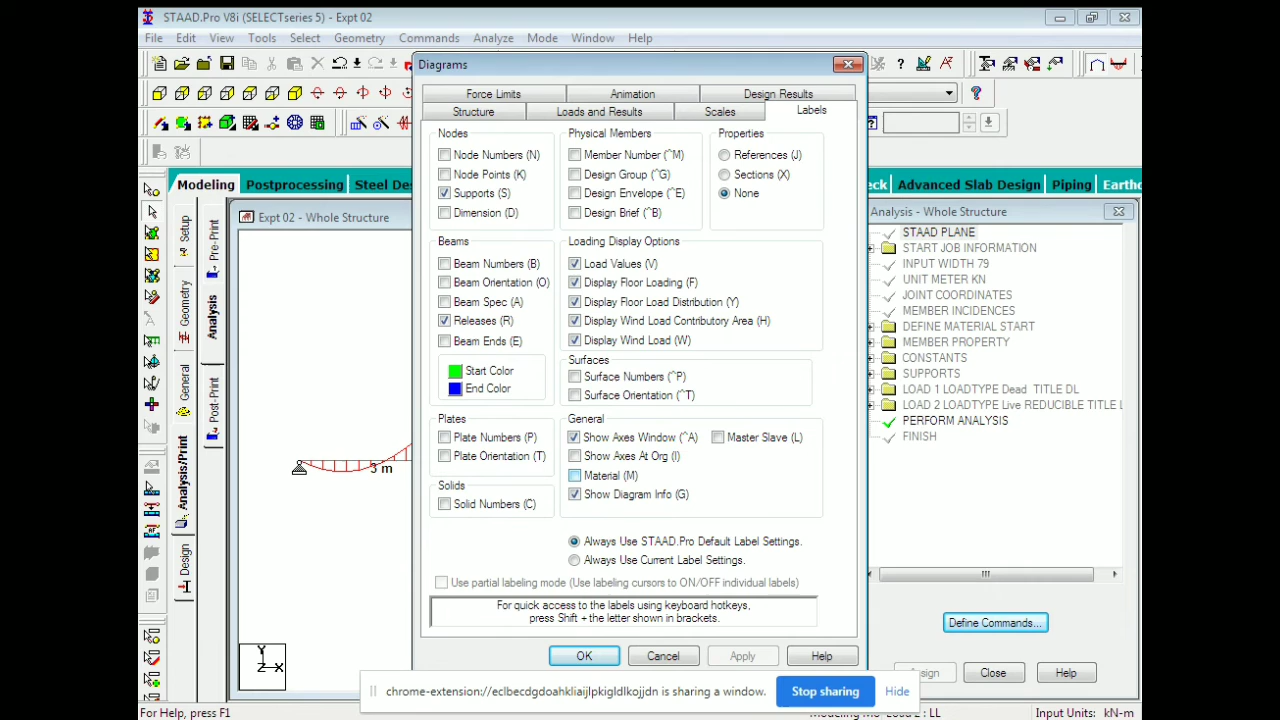 STAAD.Pro V8i (SELECTseries 5) - Expt 02
File Edit View Tools Select Geometry Commands Analyze Mode Window Help
Diagrams
Force Limits Animation Design Results
Structure Loads and Results Scales Labels
Nodes
Node Numbers (N)
Node Points (K)
Supports (S)
Dimension (D)
Physical Members
Member Number (^M)
Design Group (^G)
Design Envelope (^E)
Design Brief (^B)
Properties
References (J)
Sections (X)
None
Beams
Beam Numbers (B)
Beam Orientation (O)
Beam Spec (A)
Releases (R)
Beam Ends (E)
Start Color
End Color
Loading Display Options
Load Values (V)
Display Floor Loading (F)
Display Floor Load Distribution (Y)
Display Wind Load Contributory Area (H)
Display Wind Load (W)
Surfaces
Surface Numbers (^P)
Surface Orientation (^T)
Plates
Plate Numbers (P)
Plate Orientation (T)
General
Show Axes Window (^A)
Master Slave (L)
Show Axes At Org (I)
Material (M)
Show Diagram Info (G)
Solids
Solid Numbers (C)
Always Use STAAD.Pro Default Label Settings.
Always Use Current Label Settings.
Use partial labeling mode (Use labeling cursors to ON/OFF individual labels)
For quick access to the labels using keyboard hotkeys,
press Shift + the letter shown in brackets.
OK Cancel Apply Help
Modeling Postprocessing Steel De
eck Advanced Slab Design Piping Earth
Setup
Geometry
General
Analysis/Print
Design
Pre-Print
Analysis
Post-Print
Expt 02 - Whole Structure
3 m
Y
Z X
Analysis - Whole Structure
STAAD PLANE
START JOB INFORMATION
INPUT WIDTH 79
UNIT METER KN
JOINT COORDINATES
MEMBER INCIDENCES
DEFINE MATERIAL START
MEMBER PROPERTY
CONSTANTS
SUPPORTS
LOAD 1 LOADTYPE Dead TITLE DL
LOAD 2 LOADTYPE Live REDUCIBLE TITLE L
PERFORM ANALYSIS
FINISH
Define Commands...
sign Close Help
chrome-extension://eclbecdgdoahkliaijlpkigldlkojjdn is sharing a window. Stop sharing Hide
For Help, press F1
Input Units: kN-m